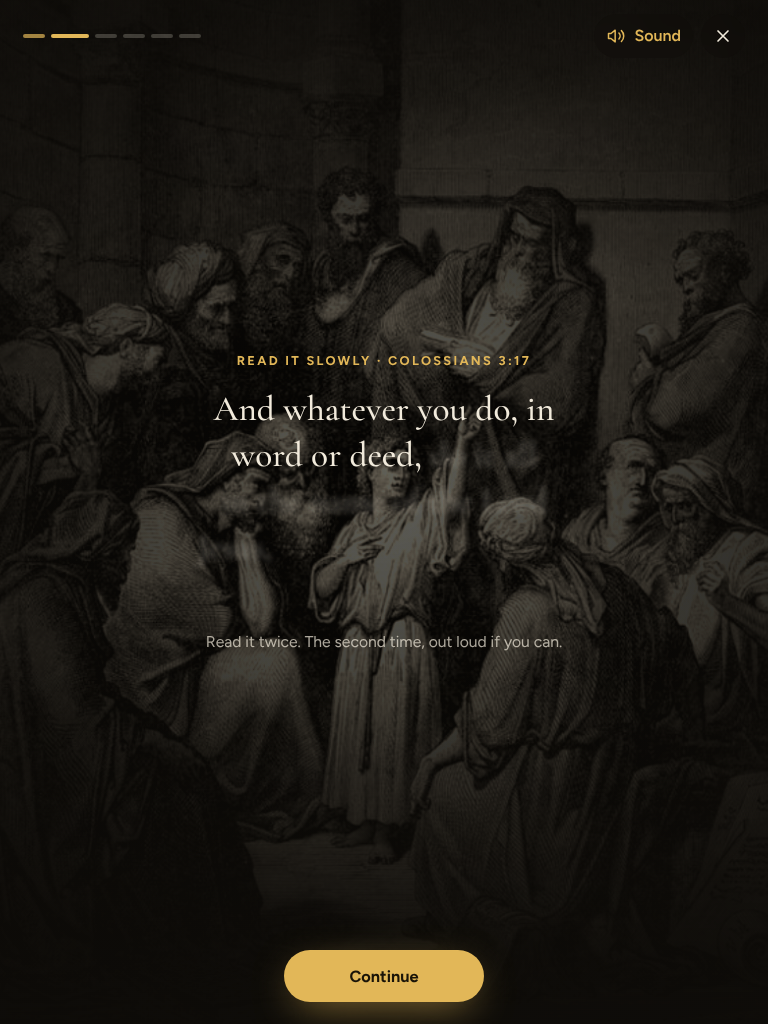 Sound
READ IT SLOWLY · COLOSSIANS 3:17
And whatever you do, in
word or deed,
Read it twice. The second time, out loud if you can.
Continue